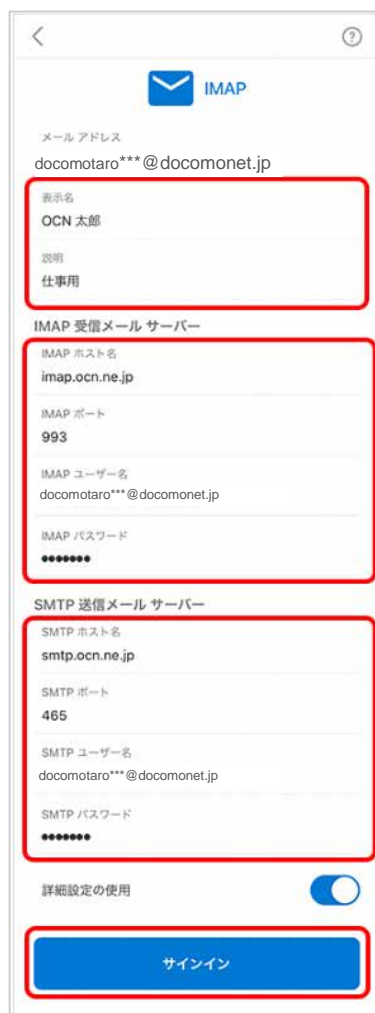 IMAP
メール アドレス
docomotaro***@docomonet.jp
表示名
OCN 太郎
説明
仕事用
IMAP 受信メール サーバー
IMAP ホスト名
imap.ocn.ne.jp
IMAP ポート
993
IMAP ユーザー名
docomotaro***@docomonet.jp
IMAP パスワード
●●●●●●●
SMTP 送信メール サーバー
SMTP ホスト名
smtp.ocn.ne.jp
SMTP ポート
465
SMTP ユーザー名
docomotaro***@docomonet.jp
SMTP パスワード
●●●●●●●
詳細設定の使用
サインイン